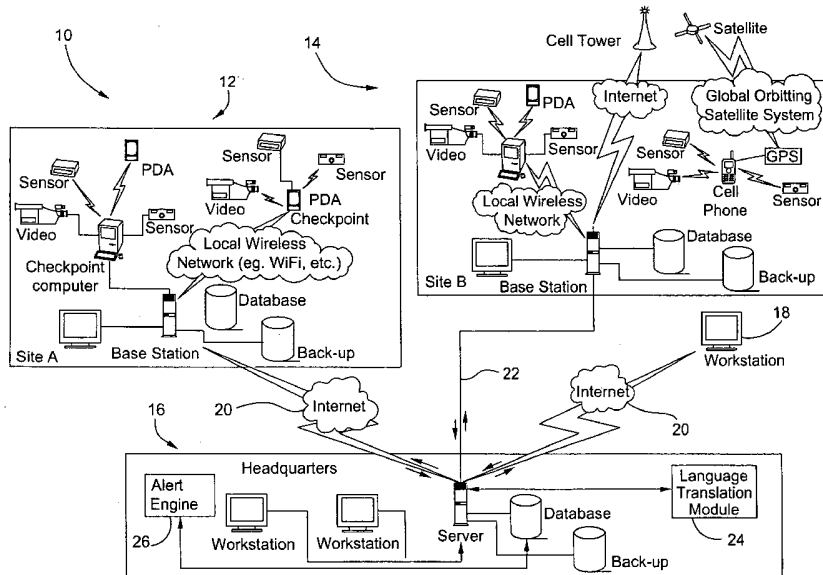 10
12
14
Cell Tower
Satellite
Internet
Global Orbitting
Satellite System
Sensor
PDA
Video
Sensor
Local Wireless
Network
Sensor
GPS
Video
Cell
Phone
Sensor
Database
Back-up
Site B
Base Station
Sensor
PDA
Video
Sensor
Checkpoint
computer
Sensor
Sensor
Video
PDA
Checkpoint
Local Wireless
Network (eg. WiFi, etc.)
Database
Back-up
Site A
Base Station
18
Workstation
22
20
Internet
Internet
20
16
Headquarters
Alert
Engine
26
Workstation
Workstation
Server
Database
Back-up
Language
Translation
Module
24